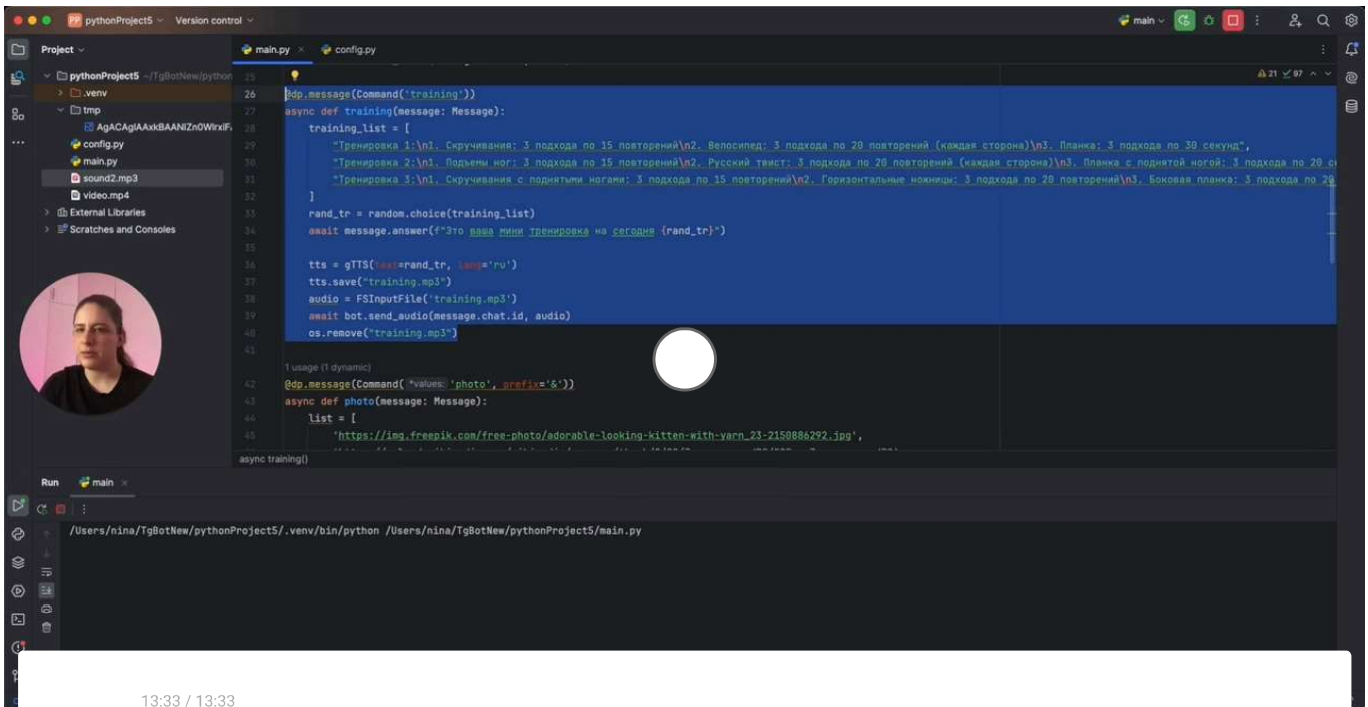 PP pythonProject5 Version control
main
Project
main.py
config.py
pythonProject5 ~/TgBotNew/python
.venv
tmp
config.py
main.py
sound2.mp3
video.mp4
External Libraries
Scratches and Consoles
21 97
25
26 @dp.message(Command('training'))
27 async def training(message: Message):
28 training_list = [
29 "Тренировка 1:\n1. Скручивания: 3 подхода по 15 повторений\n2. Велосипед: 3 подхода по 20 повторений (каждая сторона)\n3. Планка: 3 подхода по 30 секунд",
30 "Тренировка 2:\n1. Подъемы ног: 3 подхода по 15 повторений\n2. Русский твист: 3 подхода по 20 повторений (каждая сторона)\n3. Планка с поднятой ногой: 3 подхода по 20
31 "Тренировка 3:\n1. Скручивания с поднятыми ногами: 3 подхода по 15 повторений\n2. Горизонтальные ножницы: 3 подхода по 20 повторений\n3. Боковая планка: 3 подхода по 20
32 ]
33 rand_tr = random.choice(training_list)
34 await message.answer(f"Это ваша мини тренировка на сегодня {rand_tr}")
35
36 tts = gTTS(text=rand_tr, lang='ru')
37 tts.save("training.mp3")
38 audio = FSInputFile('training.mp3')
39 await bot.send_audio(message.chat.id, audio)
40 os.remove("training.mp3")
41
1 usage (1 dynamic)
42 @dp.message(Command( *values: 'photo', prefix='&'))
43 async def photo(message: Message):
44 list = [
45 'https://img.freepik.com/free-photo/adorable-looking-kitten-with-yarn_23-2150886292.jpg',
async training()
Run main
/Users/nina/TgBotNew/pythonProject5/.venv/bin/python /Users/nina/TgBotNew/pythonProject5/main.py
13:33 / 13:33